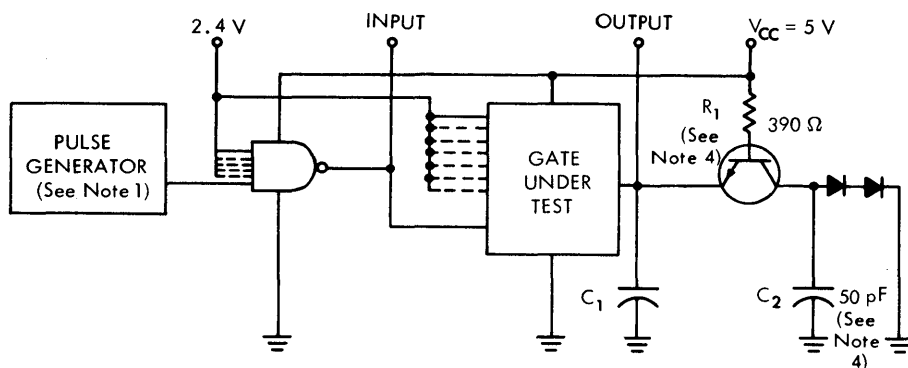 2.4 V
INPUT
OUTPUT
VCC = 5 V
PULSE
GENERATOR
(See Note 1)
GATE
UNDER
TEST
R1
(See
Note 4)
390 Ω
C1
C2
50 pF
(See
Note
4)